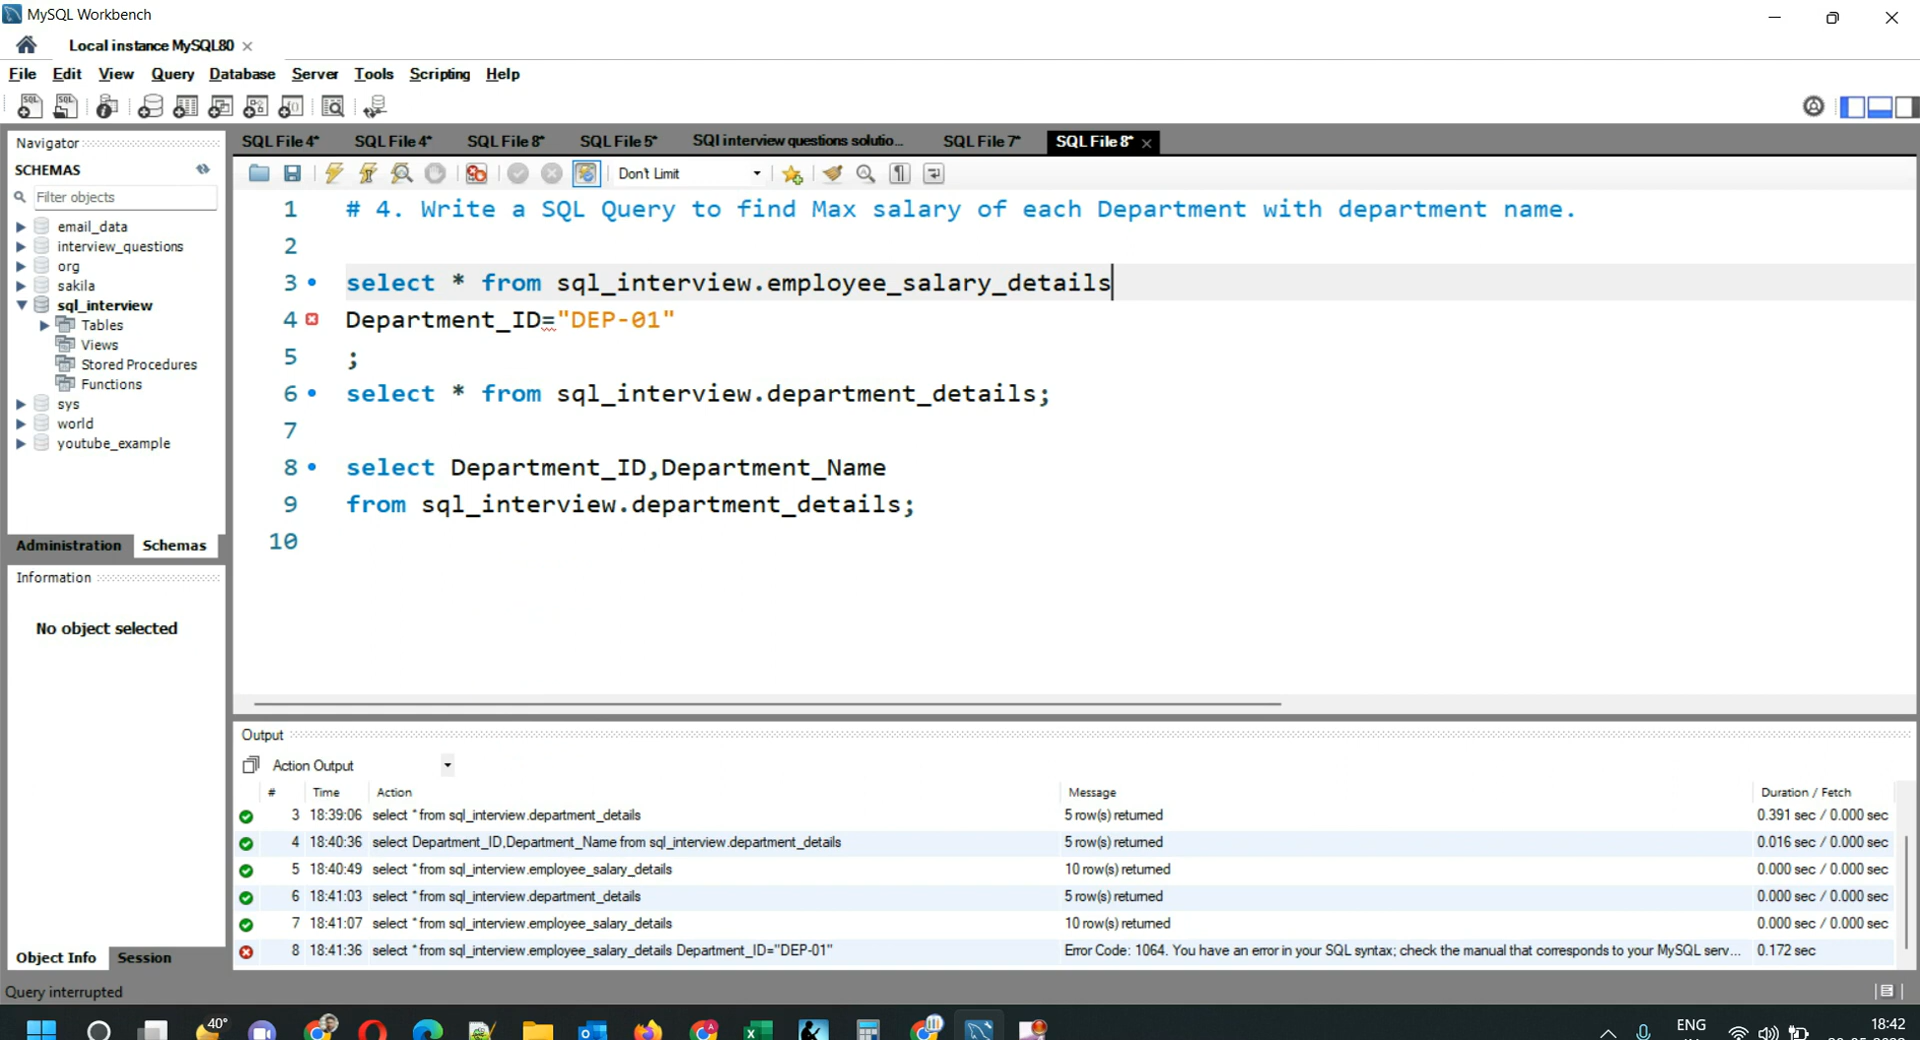 MySQL Workbench
Local instance MySQL80
File Edit View Query Database Server Tools Scripting Help
Navigator
SCHEMAS
Filter objects
email_data
interview_questions
org
sakila
sql_interview
Tables
Views
Stored Procedures
Functions
sys
world
youtube_example
Administration Schemas
Information
No object selected
Object Info Session
Query interrupted
SQL File 4* SQL File 4* SQL File 8* SQL File 5* SQl interview questions solutio... SQL File 7* SQL File 8*
Don't Limit
1 # 4. Write a SQL Query to find Max salary of each Department with department name.
2
3 select * from sql_interview.employee_salary_details
4 Department_ID="DEP-01"
5 ;
6 select * from sql_interview.department_details;
7
8 select Department_ID,Department_Name
9 from sql_interview.department_details;
10
Output
Action Output
# Time Action Message Duration / Fetch
3 18:39:06 select * from sql_interview.department_details 5 row(s) returned 0.391 sec / 0.000 sec
4 18:40:36 select Department_ID,Department_Name from sql_interview.department_details 5 row(s) returned 0.016 sec / 0.000 sec
5 18:40:49 select * from sql_interview.employee_salary_details 10 row(s) returned 0.000 sec / 0.000 sec
6 18:41:03 select * from sql_interview.department_details 5 row(s) returned 0.000 sec / 0.000 sec
7 18:41:07 select * from sql_interview.employee_salary_details 10 row(s) returned 0.000 sec / 0.000 sec
8 18:41:36 select * from sql_interview.employee_salary_details Department_ID="DEP-01" Error Code: 1064. You have an error in your SQL syntax; check the manual that corresponds to your MySQL serv... 0.172 sec
40°
ENG
18:42